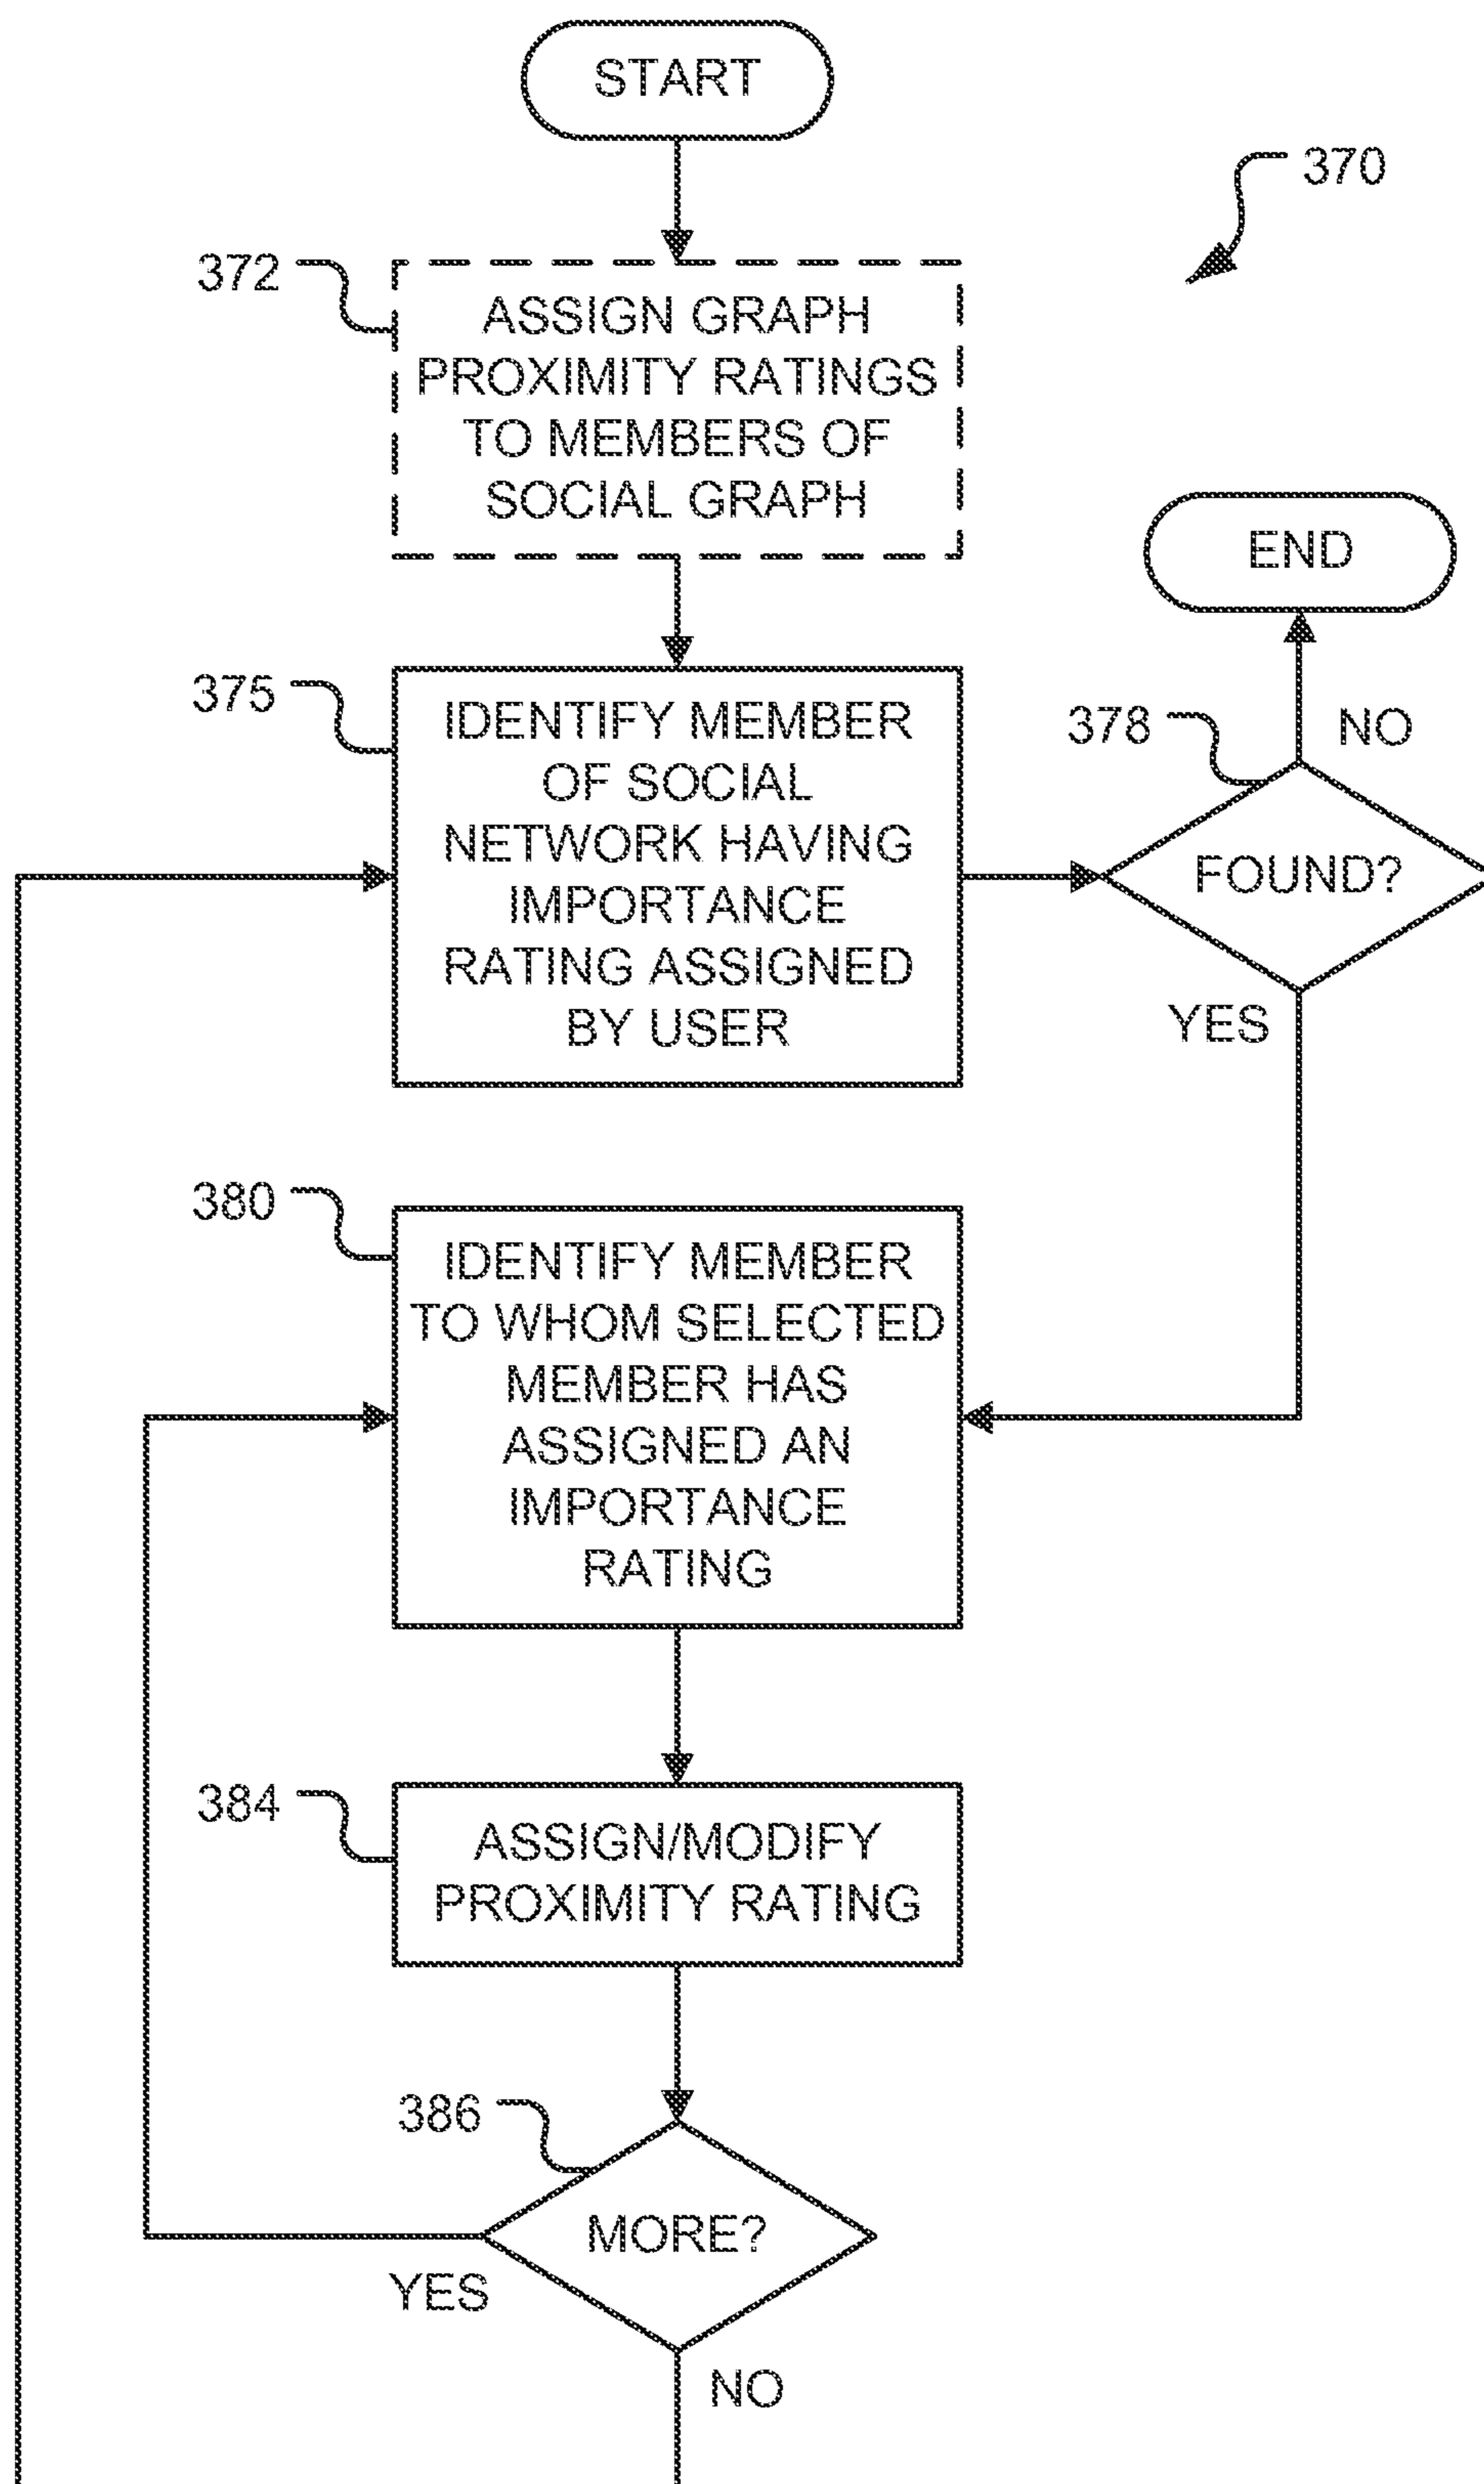 START
370
372
ASSIGN GRAPH
PROXIMITY RATINGS
TO MEMBERS OF
SOCIAL GRAPH
END
375
IDENTIFY MEMBER
OF SOCIAL
NETWORK HAVING
IMPORTANCE
RATING ASSIGNED
BY USER
378
NO
FOUND?
YES
380
IDENTIFY MEMBER
TO WHOM SELECTED
MEMBER HAS
ASSIGNED AN
IMPORTANCE
RATING
384
ASSIGN/MODIFY
PROXIMITY RATING
386
MORE?
YES
NO